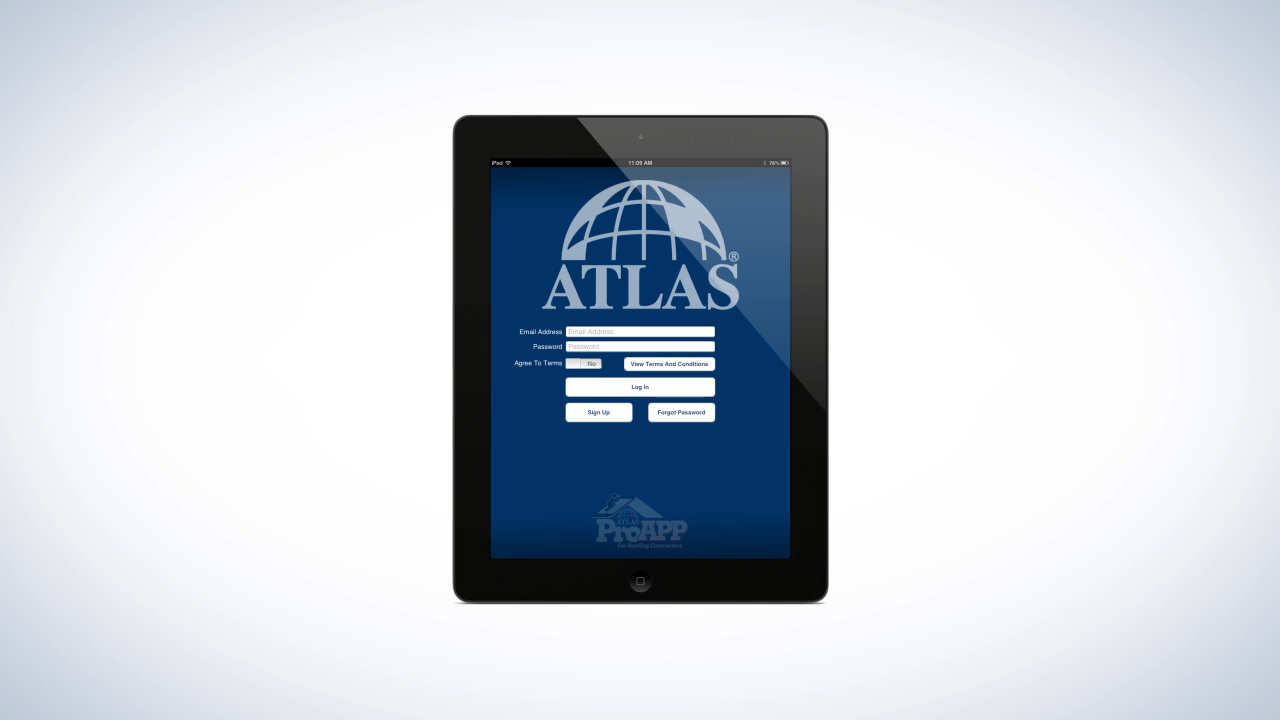 iPad 11:09 AM 76%
ATLAS®
Email Address Email Address
Password Password
Agree To Terms No View Terms And Conditions
Log In
Sign Up Forgot Password
ATLAS
ProAPP
For Roofing Contractors